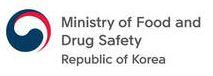 Ministry of Food and
Drug Safety
Republic of Korea